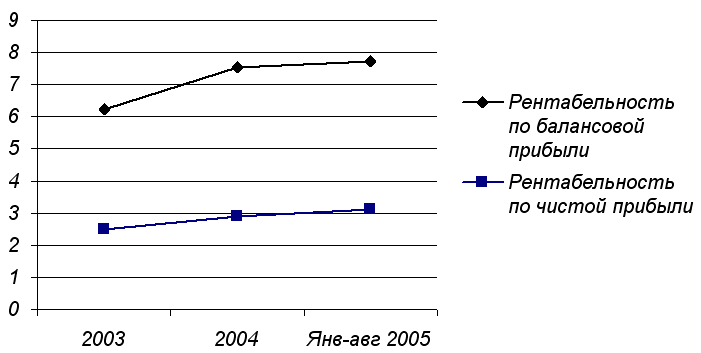 9
8
7
6
5
4
3
2
1
0
2003
2004
Янв-авг 2005
Рентабельность
по балансовой
прибыли
Рентабельность
по чистой прибыли